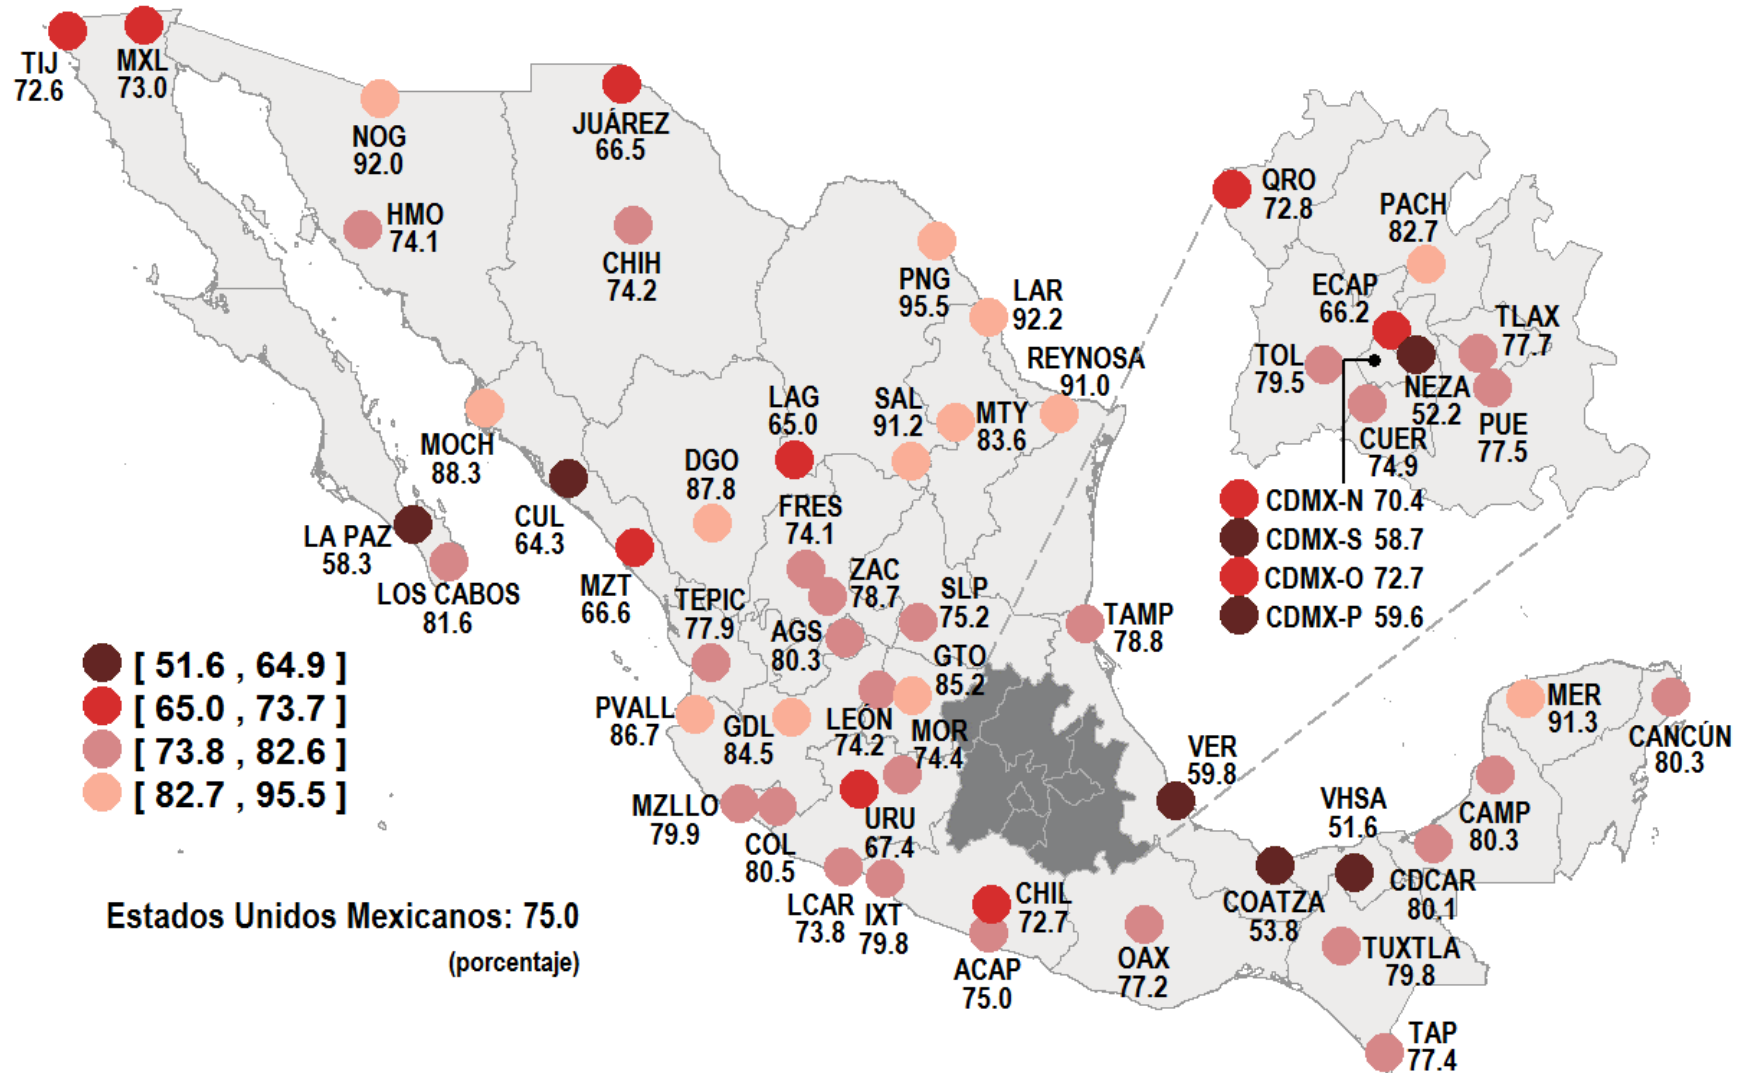 TIJ
72.6
MXL
73.0
NOG
92.0
HMO
74.1
JUÁREZ
66.5
CHIH
74.2
PNG
95.5
LAR
92.2
REYNOSA
91.0
LAG
65.0
SAL
91.2
MTY
83.6
MOCH
88.3
DGO
87.8
CUL
64.3
FRES
74.1
LA PAZ
58.3
LOS CABOS
81.6
MZT
66.6
ZAC
78.7
SLP
75.2
TEPIC
77.9
AGS
80.3
TAMP
78.8
GTO
85.2
PVALL
86.7
GDL
84.5
LEÓN
74.2
MOR
74.4
MZLLO
79.9
COL
80.5
URU
67.4
LCAR
73.8
IXT
79.8
CHIL
72.7
ACAP
75.0
OAX
77.2
VER
59.8
COATZA
53.8
VHSA
51.6
CDCAR
80.1
CAMP
80.3
MER
91.3
CANCÚN
80.3
TUXTLA
79.8
TAP
77.4
QRO
72.8
PACH
82.7
ECAP
66.2
TLAX
77.7
TOL
79.5
NEZA
52.2
PUE
77.5
CUER
74.9
CDMX-N 70.4
CDMX-S 58.7
CDMX-O 72.7
CDMX-P 59.6
[ 51.6 , 64.9 ]
[ 65.0 , 73.7 ]
[ 73.8 , 82.6 ]
[ 82.7 , 95.5 ]
Estados Unidos Mexicanos: 75.0
(porcentaje)